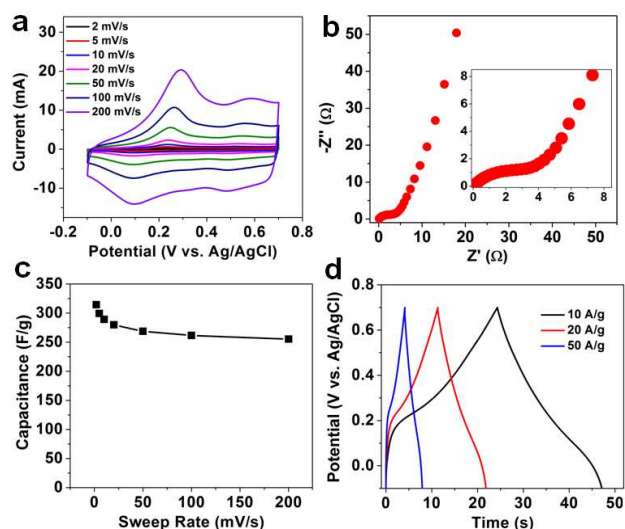 a
2 mV/s
5 mV/s
10 mV/s
20 mV/s
50 mV/s
100 mV/s
200 mV/s
30
20
10
0
-10
-0.2 0.0 0.2 0.4 0.6 0.8
Current (mA)
Potential (V vs. Ag/AgCl)
b
50
40
30
20
10
0
0 10 20 30 40 50
-Z'' (Ω)
Z' (Ω)
8
6
4
2
0
0 2 4 6 8
c
350
300
250
200
150
100
50
0
0 50 100 150 200
Capacitance (F/g)
Sweep Rate (mV/s)
d
10 A/g
20 A/g
50 A/g
0.8
0.6
0.4
0.2
0.0
0 10 20 30 40 50
Potential (V vs. Ag/AgCl)
Time (s)